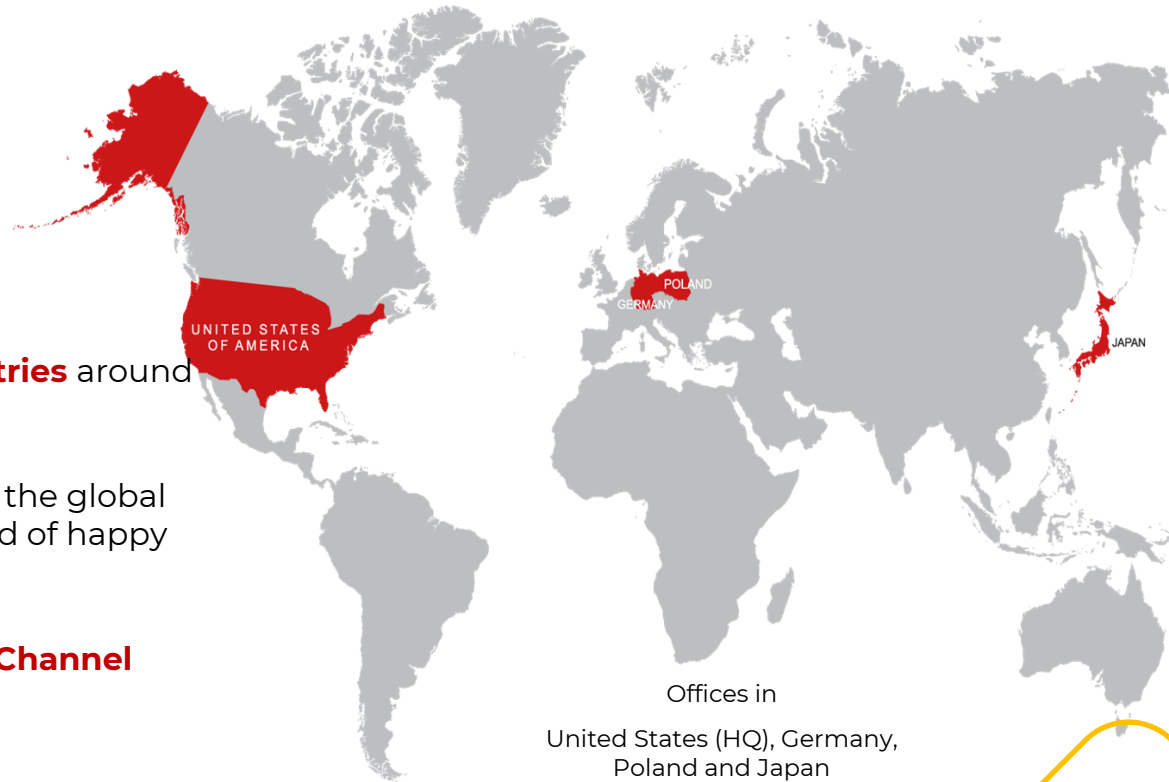 tries around
the global
d of happy
Channel
UNITED STATES
OF AMERICA
GERMANY
POLAND
JAPAN
Offices in
United States (HQ), Germany,
Poland and Japan